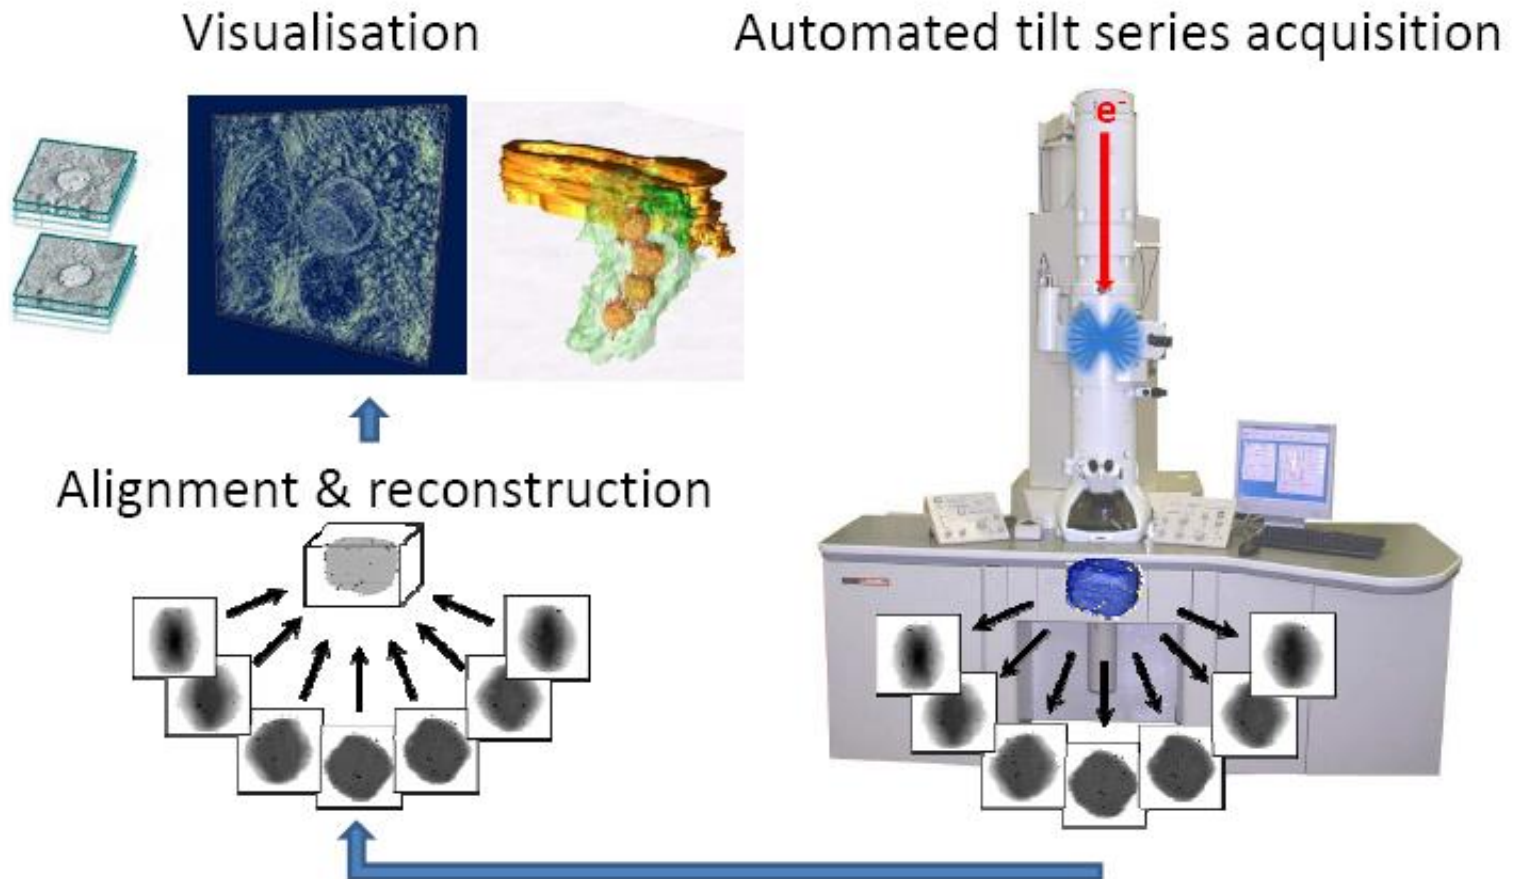 Visualisation
Automated tilt series acquisition
e-
Alignment & reconstruction